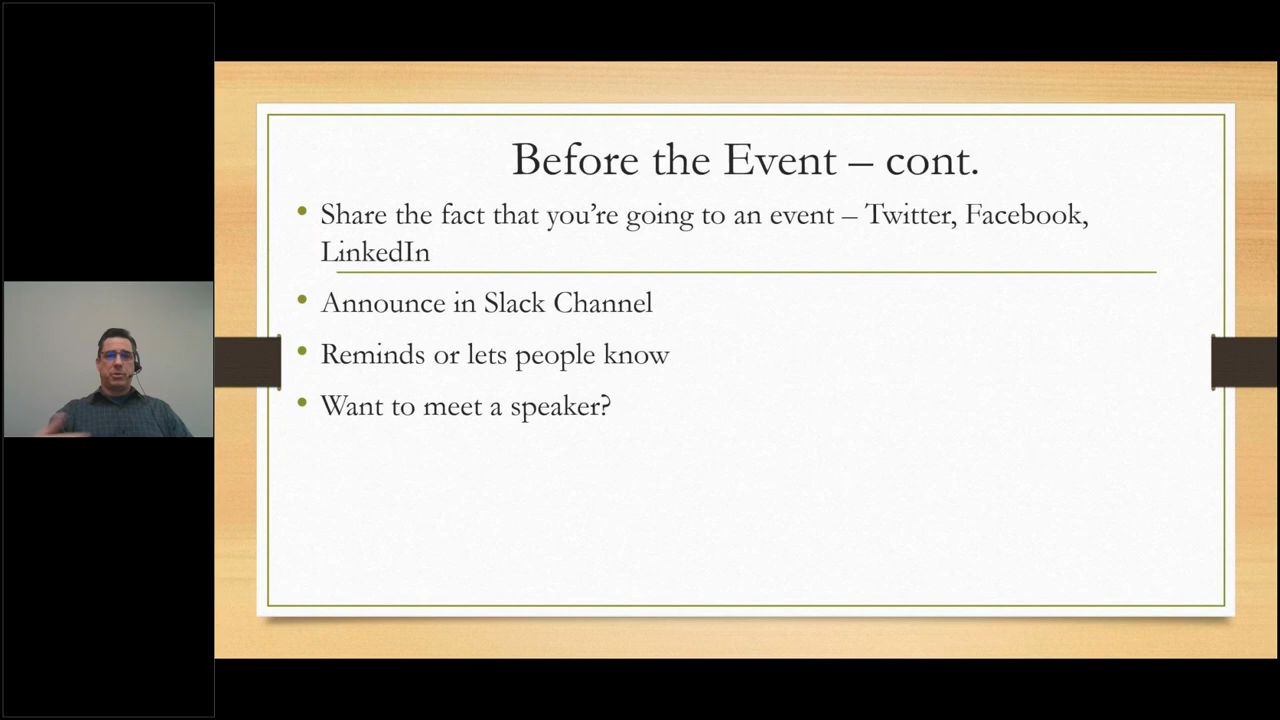 Before the Event – cont.
• Share the fact that you’re going to an event – Twitter, Facebook,
LinkedIn
• Announce in Slack Channel
• Reminds or lets people know
• Want to meet a speaker?